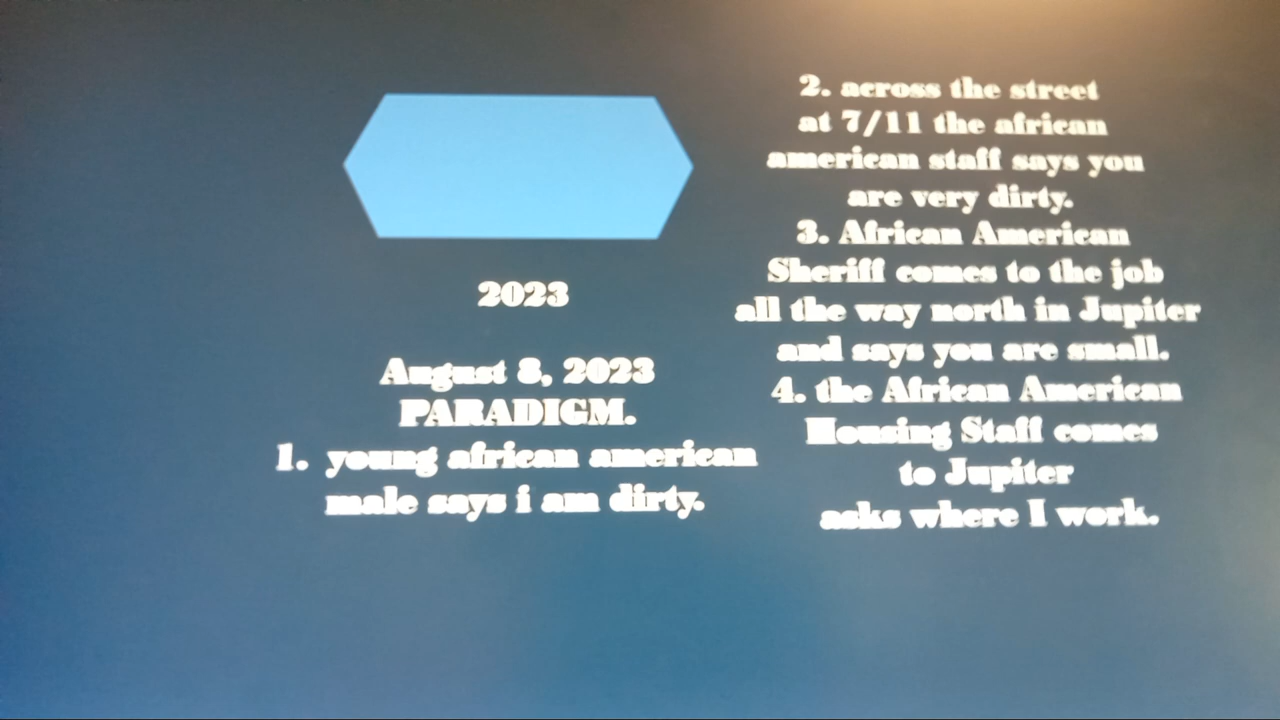 2023
August 8, 2023
PARADIGM.
1. young african american
male says i am dirty.
2. across the street
at 7/11 the african
american staff says you
are very dirty.
3. African American
Sheriff comes to the job
all the way north in Jupiter
and says you are small.
4. the African American
Housing Staff comes
to Jupiter
asks where I work.